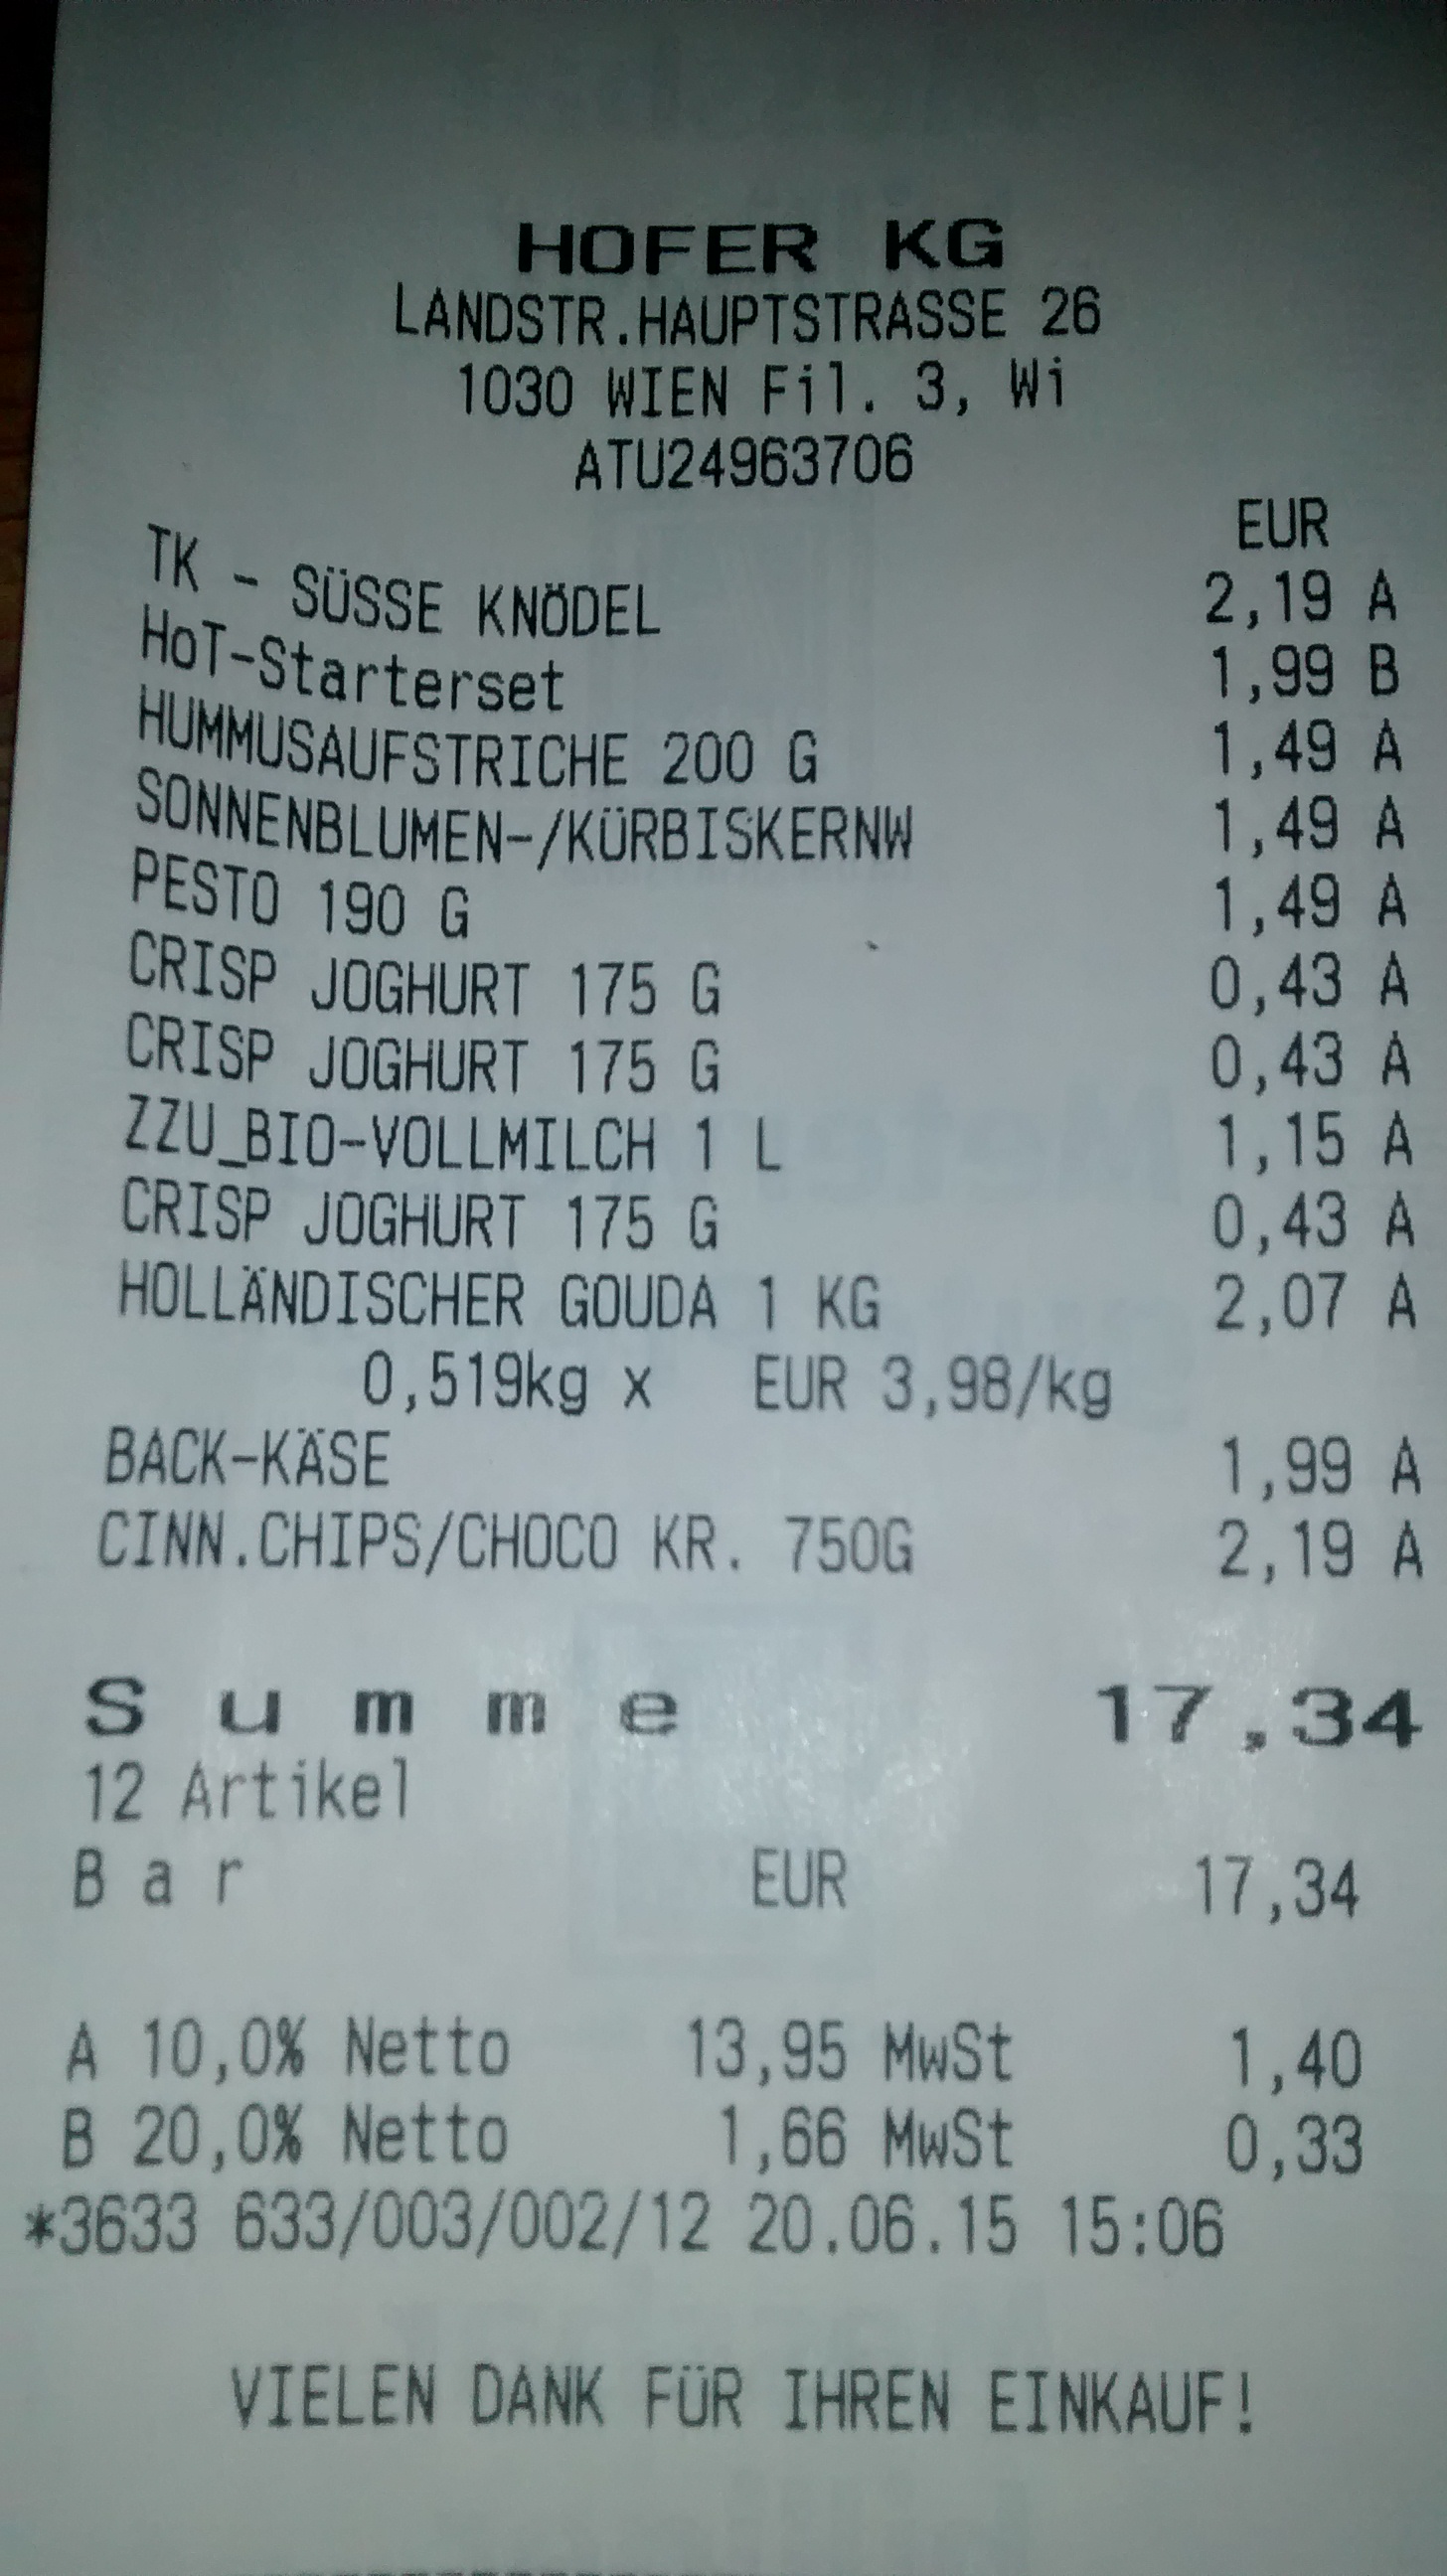 HOFER KG
LANDSTR.HAUPTSTRASSE 26
1030 WIEN Fil. 3, Wi
ATU24963706
EUR
TK - SÜSSE KNÖDEL 2,19 A
HoT-Starterset 1,99 B
HUMMUSAUFSTRICHE 200 G 1,49 A
SONNENBLUMEN-/KÜRBISKERNW 1,49 A
PESTO 190 G 1,49 A
CRISP JOGHURT 175 G 0,43 A
CRISP JOGHURT 175 G 0,43 A
ZZU_BIO-VOLLMILCH 1 L 1,15 A
CRISP JOGHURT 175 G 0,43 A
HOLLÄNDISCHER GOUDA 1 KG 2,07 A
0,519kg x EUR 3,98/kg
BACK-KÄSE 1,99 A
CINN.CHIPS/CHOCO KR. 750G 2,19 A
Summe 17,34
12 Artikel
Bar EUR 17,34
A 10,0% Netto 13,95 MwSt 1,40
B 20,0% Netto 1,66 MwSt 0,33
*3633 633/003/002/12 20.06.15 15:06
VIELEN DANK FÜR IHREN EINKAUF!